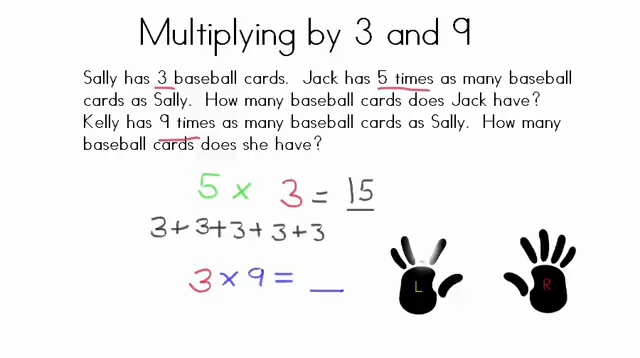 Multiplying by 3 and 9
Sally has 3 baseball cards. Jack has 5 times as many baseball
cards as Sally. How many baseball cards does Jack have?
Kelly has 9 times as many baseball cards as Sally. How many
baseball cards does she have?
5 x 3 = 15
3+3+3+3+3
3 x 9 = __
L
R